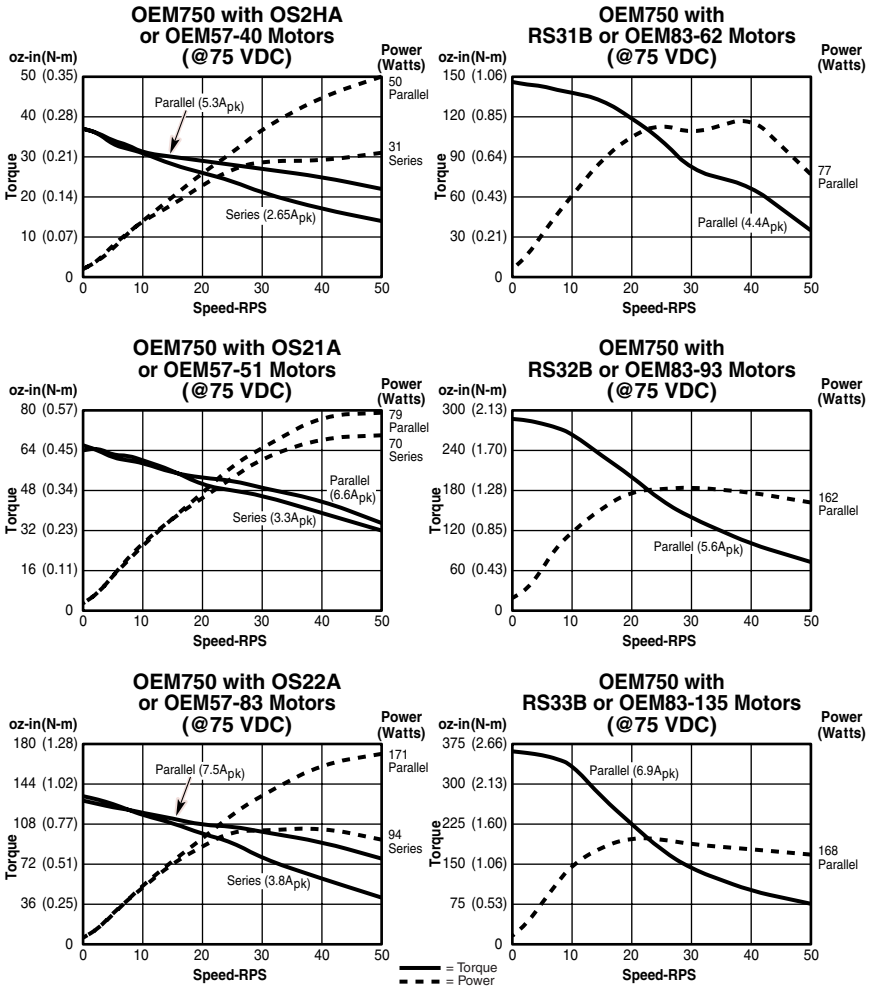 OEM750 with OS2HA
or OEM57-40 Motors
(@75 VDC)
oz-in(N-m)
Power
(Watts)
50 (0.35)
40 (0.28)
30 (0.21)
20 (0.14)
10 (0.07)
0
Torque
Parallel (5.3Apk)
Series (2.65Apk)
50
Parallel
31
Series
0 10 20 30 40 50
Speed-RPS
OEM750 with
RS31B or OEM83-62 Motors
(@75 VDC)
oz-in(N-m)
Power
(Watts)
150 (1.06)
120 (0.85)
90 (0.64)
60 (0.43)
30 (0.21)
0
Torque
Parallel (4.4Apk)
77
Parallel
0 10 20 30 40 50
Speed-RPS
OEM750 with OS21A
or OEM57-51 Motors
(@75 VDC)
oz-in(N-m)
Power
(Watts)
80 (0.57)
64 (0.45)
48 (0.34)
32 (0.23)
16 (0.11)
0
Torque
Parallel
(6.6Apk)
Series (3.3Apk)
79
Parallel
70
Series
0 10 20 30 40 50
Speed-RPS
OEM750 with
RS32B or OEM83-93 Motors
(@75 VDC)
oz-in(N-m)
Power
(Watts)
300 (2.13)
240 (1.70)
180 (1.28)
120 (0.85)
60 (0.43)
0
Torque
Parallel (5.6Apk)
162
Parallel
0 10 20 30 40 50
Speed-RPS
OEM750 with OS22A
or OEM57-83 Motors
(@75 VDC)
oz-in(N-m)
Power
(Watts)
180 (1.28)
144 (1.02)
108 (0.77)
72 (0.51)
36 (0.25)
0
Torque
Parallel (7.5Apk)
Series (3.8Apk)
171
Parallel
94
Series
0 10 20 30 40 50
Speed-RPS
OEM750 with
RS33B or OEM83-135 Motors
(@75 VDC)
oz-in(N-m)
Power
(Watts)
375 (2.66)
300 (2.13)
225 (1.60)
150 (1.06)
75 (0.53)
0
Torque
Parallel (6.9Apk)
168
Parallel
0 10 20 30 40 50
Speed-RPS
= Torque
= Power